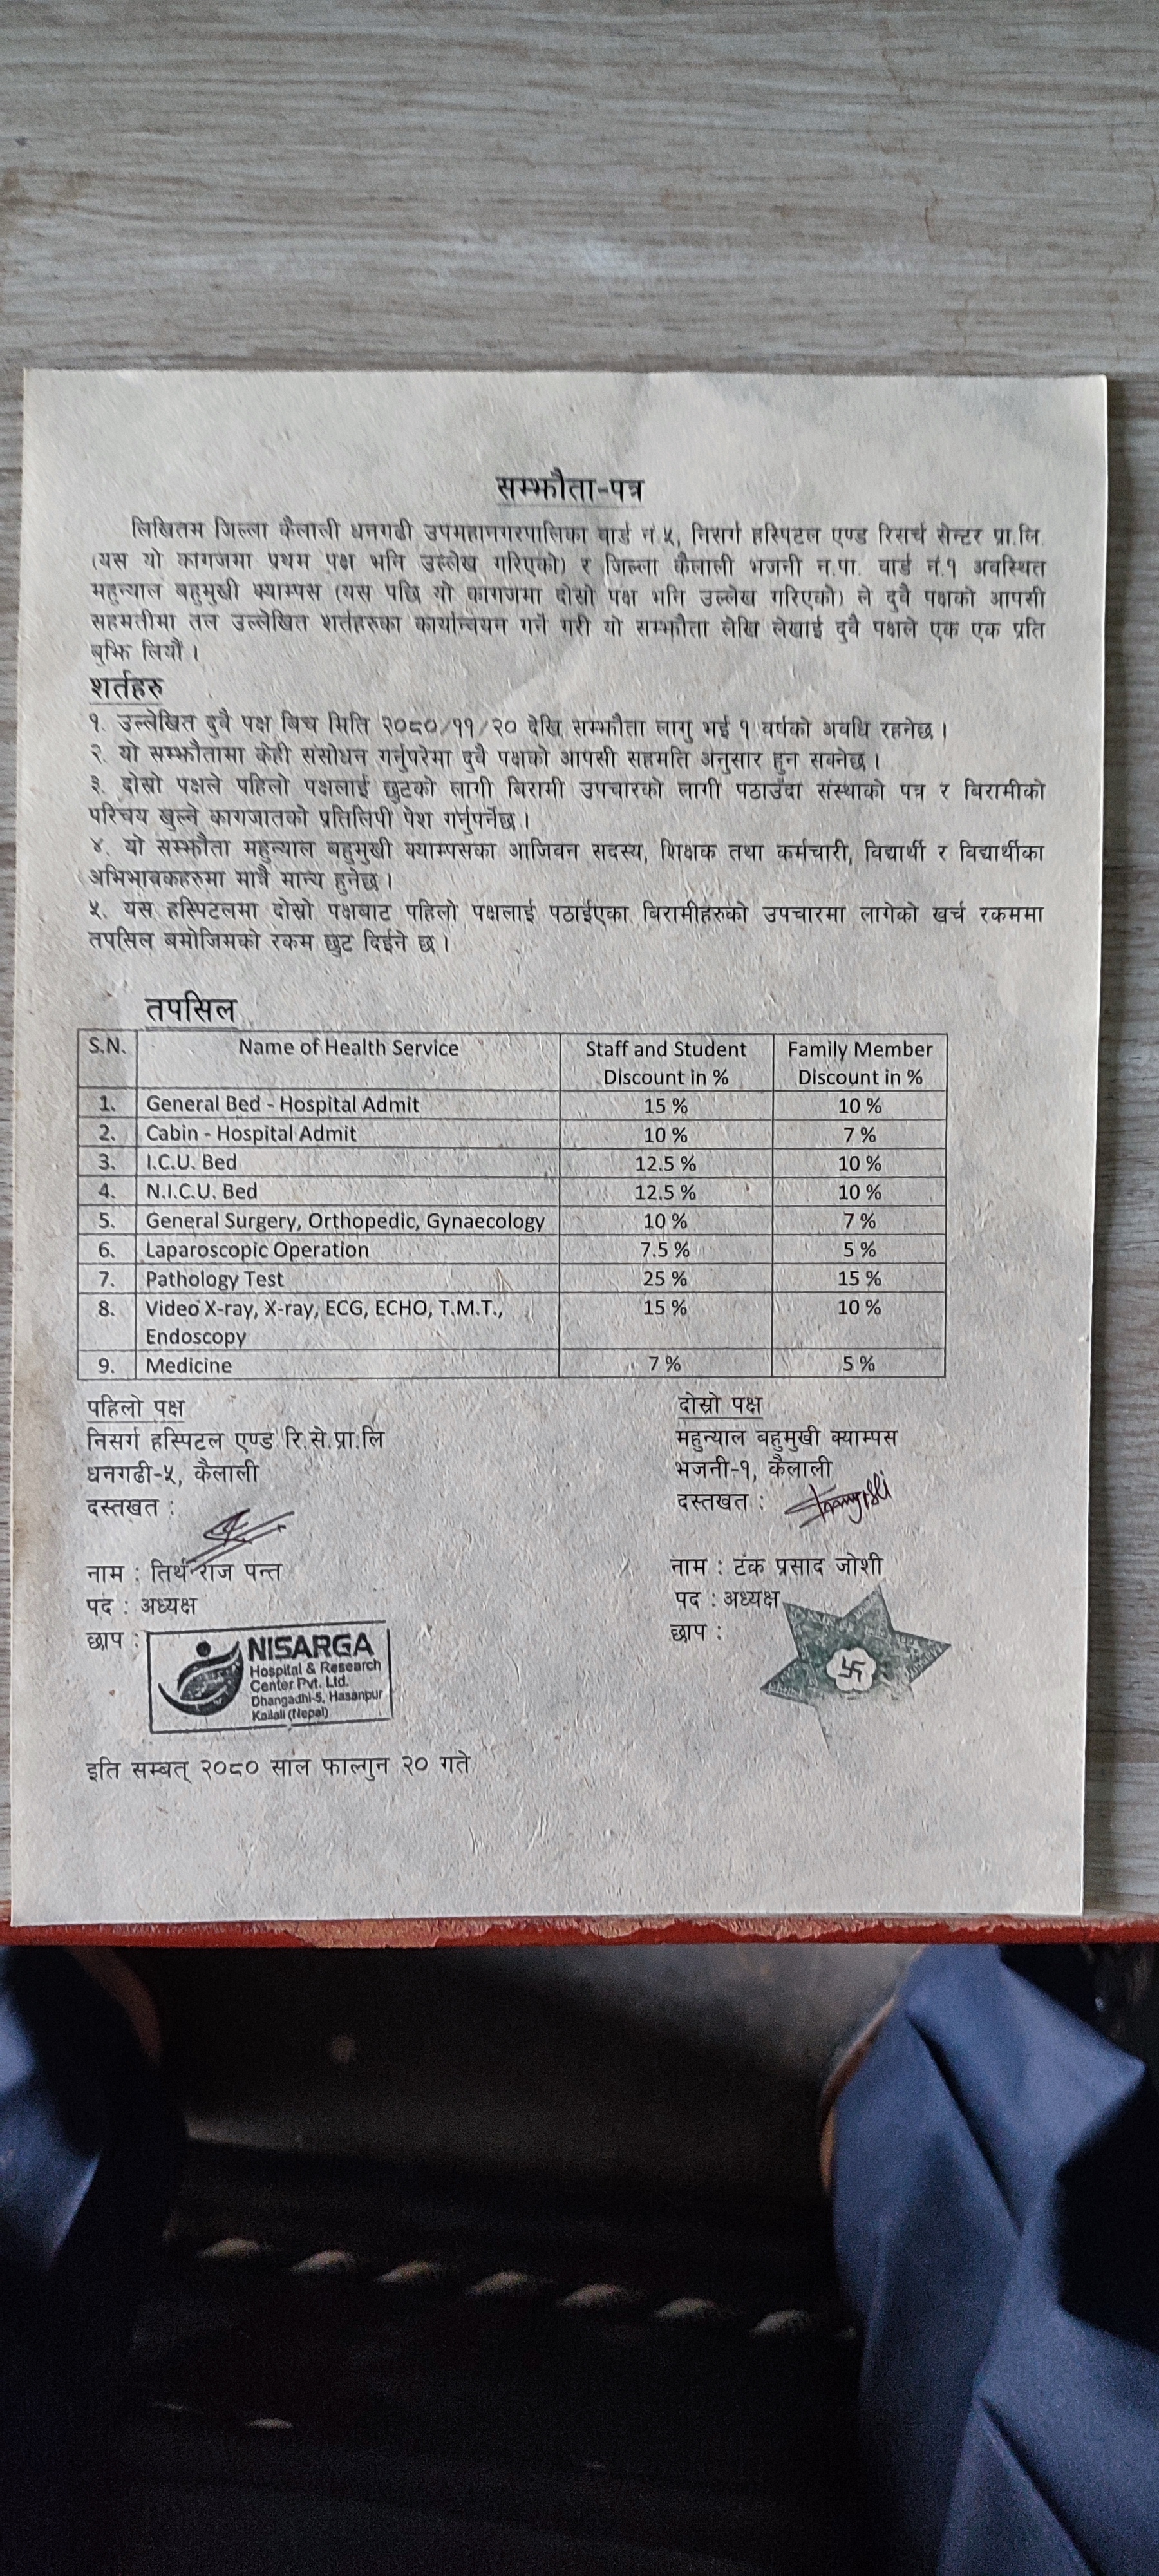 सम्झौता-पत्र
लिखितम जिल्ला कैलाली धनगढी उपमहानगरपालिका वार्ड नं.५, निसर्ग हस्पिटल एण्ड रिसर्च सेन्टर प्रा.लि.
(यस यो कागजमा प्रथम पक्ष भनि उल्लेख गरिएको) र जिल्ला कैलाली भजनी न.पा. वार्ड नं.१ अवस्थित
महुन्याल बहुमुखी क्याम्पस (यस पछि यो कागजमा दोस्रो पक्ष भनि उल्लेख गरिएको) ले दुवै पक्षको आपसी
सहमतीमा तल उल्लेखित शर्तहरुका कार्यान्वयन गर्ने गरी यो सम्झौता लेखि लेखाई दुवै पक्षले एक एक प्रति
बुझि लियौं ।
शर्तहरु
१. उल्लेखित दुवै पक्ष बिच मिति २०८०/११/२० देखि सम्झौता लागु भई १ वर्षको अवधि रहनेछ ।
२. यो सम्झौतामा केही संसोधन गर्नुपरेमा दुवै पक्षको आपसी सहमति अनुसार हुन सक्नेछ ।
३. दोस्रो पक्षले पहिलो पक्षलाई छुटको लागी बिरामी उपचारको लागी पठाउँदा संस्थाको पत्र र बिरामीको
परिचय खुल्ने कागजातको प्रतिलिपी पेश गर्नुपर्नेछ ।
४. यो सम्झौता महुन्याल बहुमुखी क्याम्पसका आजिवन सदस्य, शिक्षक तथा कर्मचारी, विद्यार्थी र विद्यार्थीका
अभिभावकहरुमा मात्रै मान्य हुनेछ ।
५. यस हस्पिटलमा दोस्रो पक्षबाट पहिलो पक्षलाई पठाईएका बिरामीहरुको उपचारमा लागेको खर्च रकममा
तपसिल बमोजिमको रकम छुट दिईने छ ।
तपसिल
S.N. Name of Health Service Staff and Student Discount in % Family Member Discount in %
1. General Bed - Hospital Admit 15 % 10 %
2. Cabin - Hospital Admit 10 % 7 %
3. I.C.U. Bed 12.5 % 10 %
4. N.I.C.U. Bed 12.5 % 10 %
5. General Surgery, Orthopedic, Gynaecology 10 % 7 %
6. Laparoscopic Operation 7.5 % 5 %
7. Pathology Test 25 % 15 %
8. Video X-ray, X-ray, ECG, ECHO, T.M.T., Endoscopy 15 % 10 %
9. Medicine 7 % 5 %
पहिलो पक्ष
निसर्ग हस्पिटल एण्ड रि.से.प्रा.लि
धनगढी-५, कैलाली
दस्तखत :
नाम : तिर्थ राज पन्त
पद : अध्यक्ष
छाप :
NISARGA
Hospital & Research
Center Pvt. Ltd.
Dhangadhi-5, Hasanpur
Kailali (Nepal)
दोस्रो पक्ष
महुन्याल बहुमुखी क्याम्पस
भजनी-१, कैलाली
दस्तखत :
नाम : टंक प्रसाद जोशी
पद : अध्यक्ष
छाप :
इति सम्बत् २०८० साल फाल्गुन २० गते